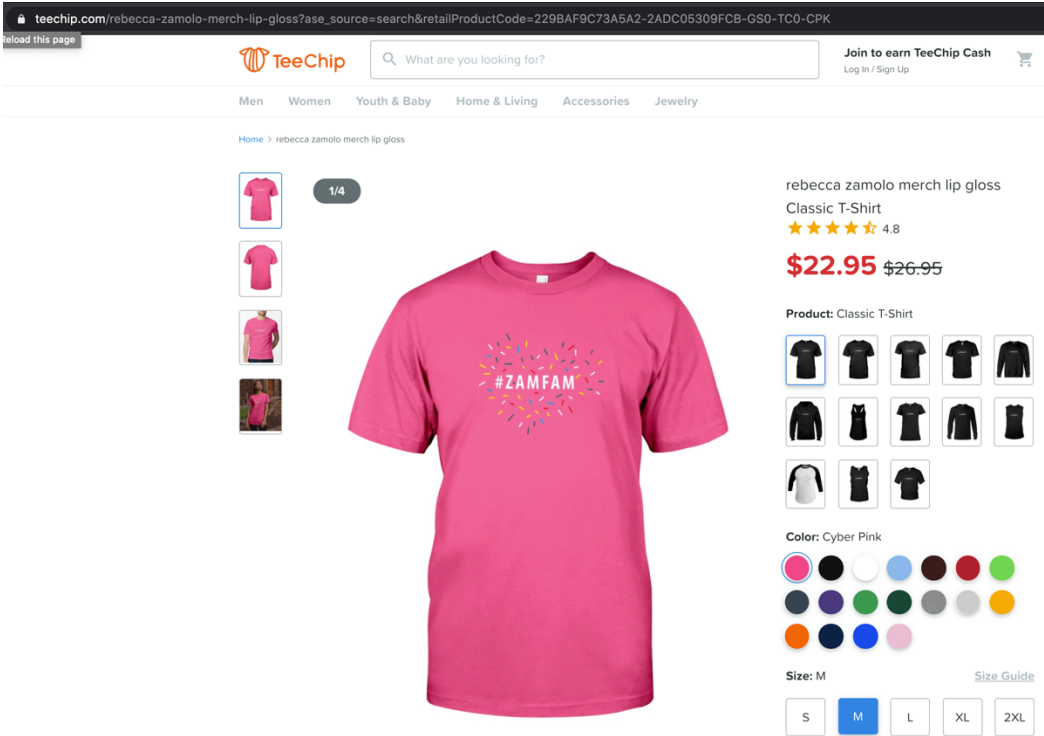 teechip.com/rebecca-zamolo-merch-lip-gloss?ase_source=search&retailProductCode=229BAF9C73A5A2-2ADC05309FCB-GS0-TC0-CPK
Reload this page
TeeChip
What are you looking for?
Join to earn TeeChip Cash
Log In / Sign Up
Men Women Youth & Baby Home & Living Accessories Jewelry
Home > rebecca zamolo merch lip gloss
1/4
rebecca zamolo merch lip gloss
Classic T-Shirt
4.8
$22.95 $26.95
#ZAMFAM
Product: Classic T-Shirt
Color: Cyber Pink
Size: M
Size Guide
S M L XL 2XL